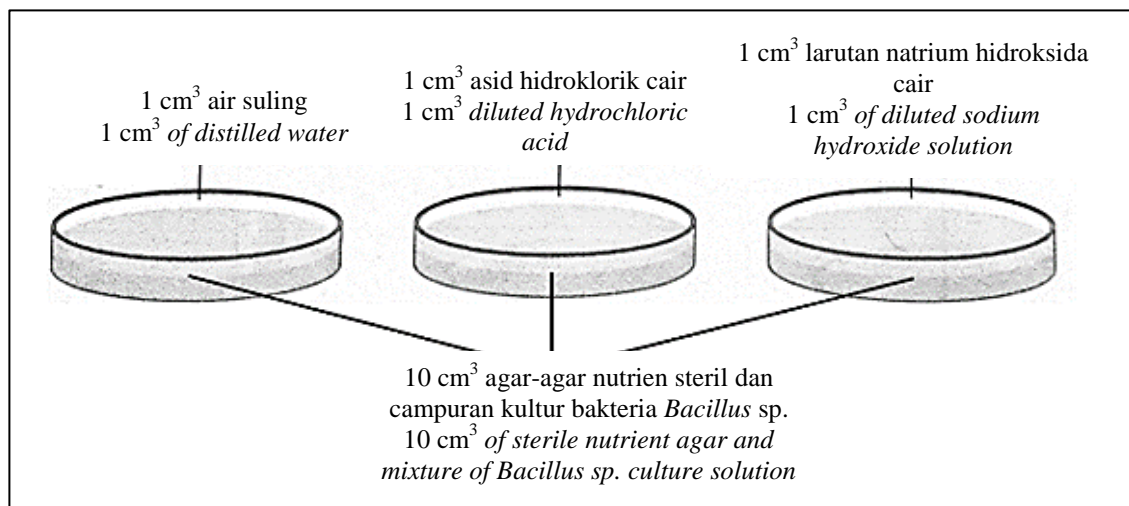 1 cm³ air suling
1 cm³ of distilled water
1 cm³ asid hidroklorik cair
1 cm³ diluted hydrochloric
acid
1 cm³ larutan natrium hidroksida
cair
1 cm³ of diluted sodium
hydroxide solution
10 cm³ agar-agar nutrien steril dan
campuran kultur bakteria Bacillus sp.
10 cm³ of sterile nutrient agar and
mixture of Bacillus sp. culture solution